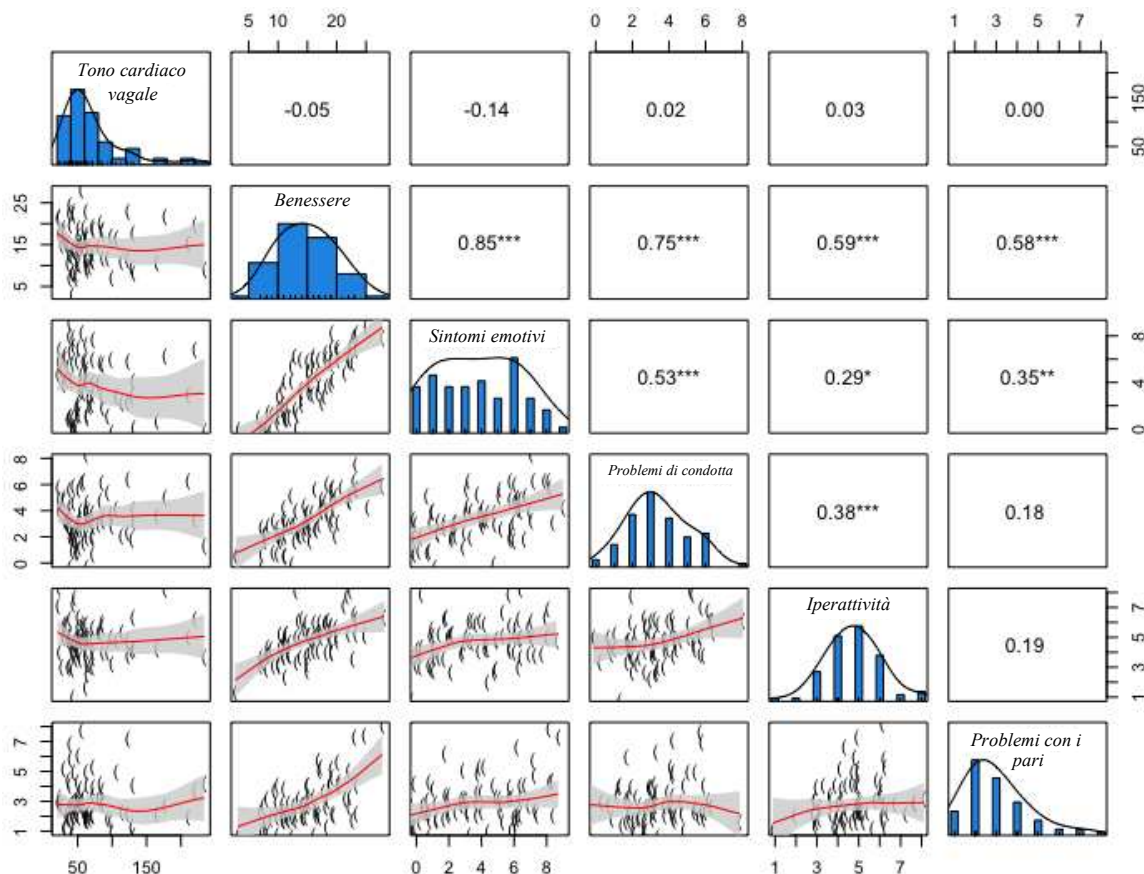 5 10 20
0 2 4 6 8
1 3 5 7
Tono cardiaco
vagale
-0.05
-0.14
0.02
0.03
0.00
50 150
5 15 25
Benessere
0.85***
0.75***
0.59***
0.58***
Sintomi emotivi
0.53***
0.29*
0.35**
0 4 8
0 2 4 6 8
Problemi di condotta
0.38***
0.18
Iperattività
0.19
1 3 5 7
1 3 5 7
Problemi con i
pari
50 150
0 2 4 6 8
1 3 5 7